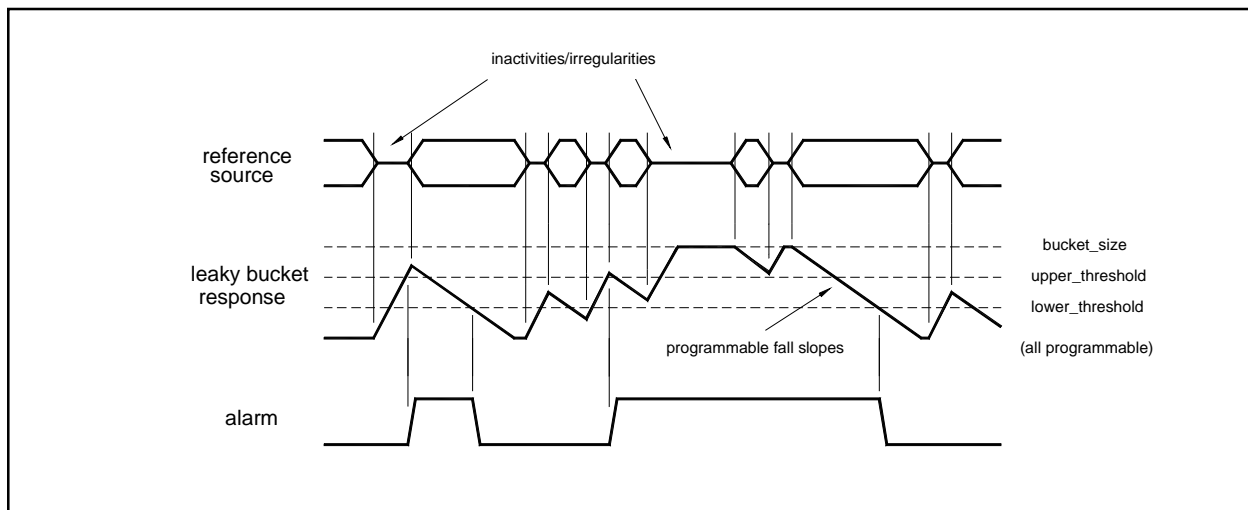 inactivities/irregularities
reference
source
bucket_size
leaky bucket
response
upper_threshold
lower_threshold
programmable fall slopes
(all programmable)
alarm